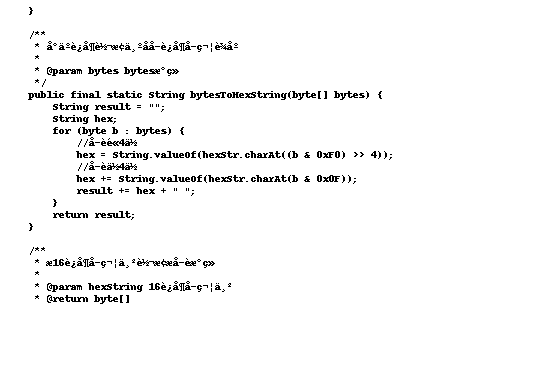 }
/**
 * å°äºè¿å¶è½¬æ¢ä¸ºåå­è¿å¶å­ç¬¦è¾åº
 *
 * @param bytes bytesæ°ç»
 */
public final static String bytesToHexString(byte[] bytes) {
String result = "";
String hex;
for (byte b : bytes) {
//å­èé«4ä½
hex = String.valueOf(hexStr.charAt((b & 0xF0) >> 4));
//å­èä½4ä½
hex += String.valueOf(hexStr.charAt(b & 0x0F));
result += hex + " ";
}
return result;
}
/**
 * æ16è¿å¶å­ç¬¦ä¸²è½¬æ¢æå­èæ°ç»
 *
 * @param hexString 16è¿å¶å­ç¬¦ä¸²
 * @return byte[]